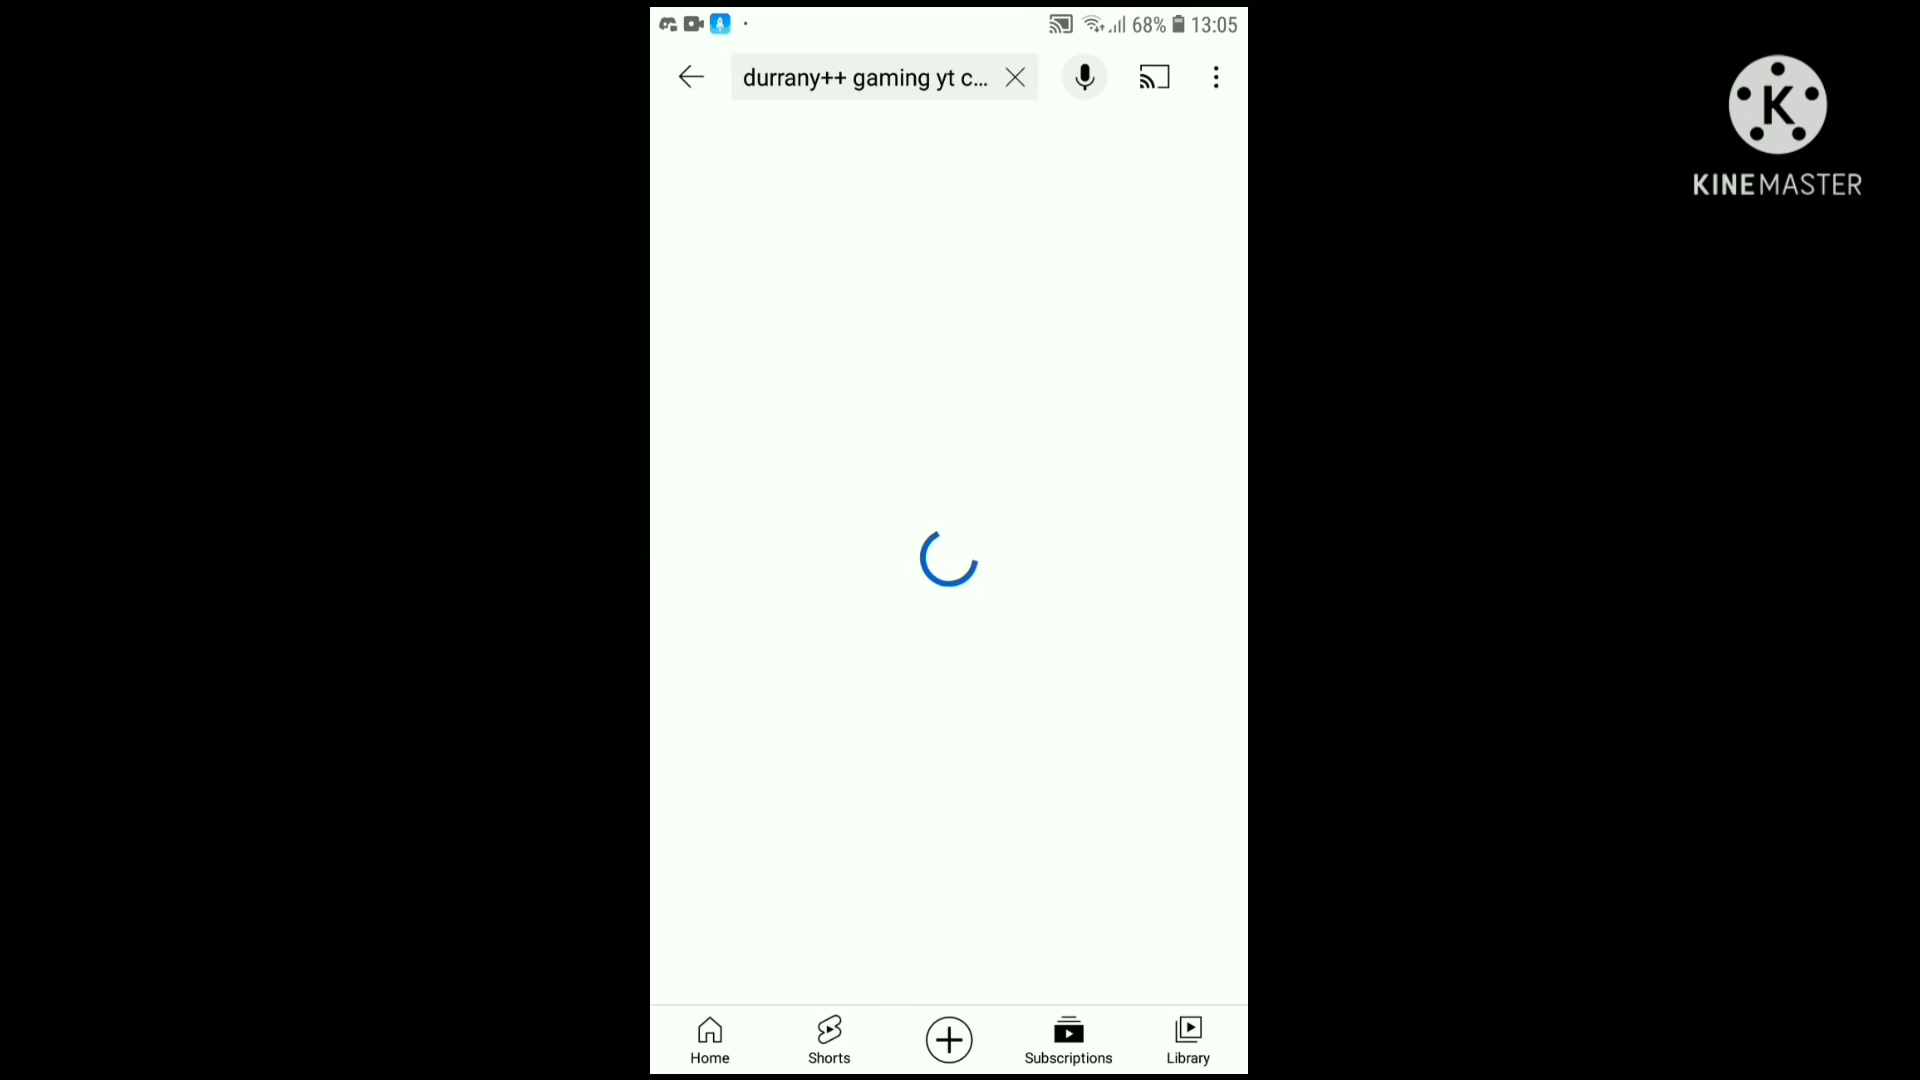 68% 13:05
durrany++ gaming yt c...
K
KINEMASTER
Home Shorts Subscriptions Library